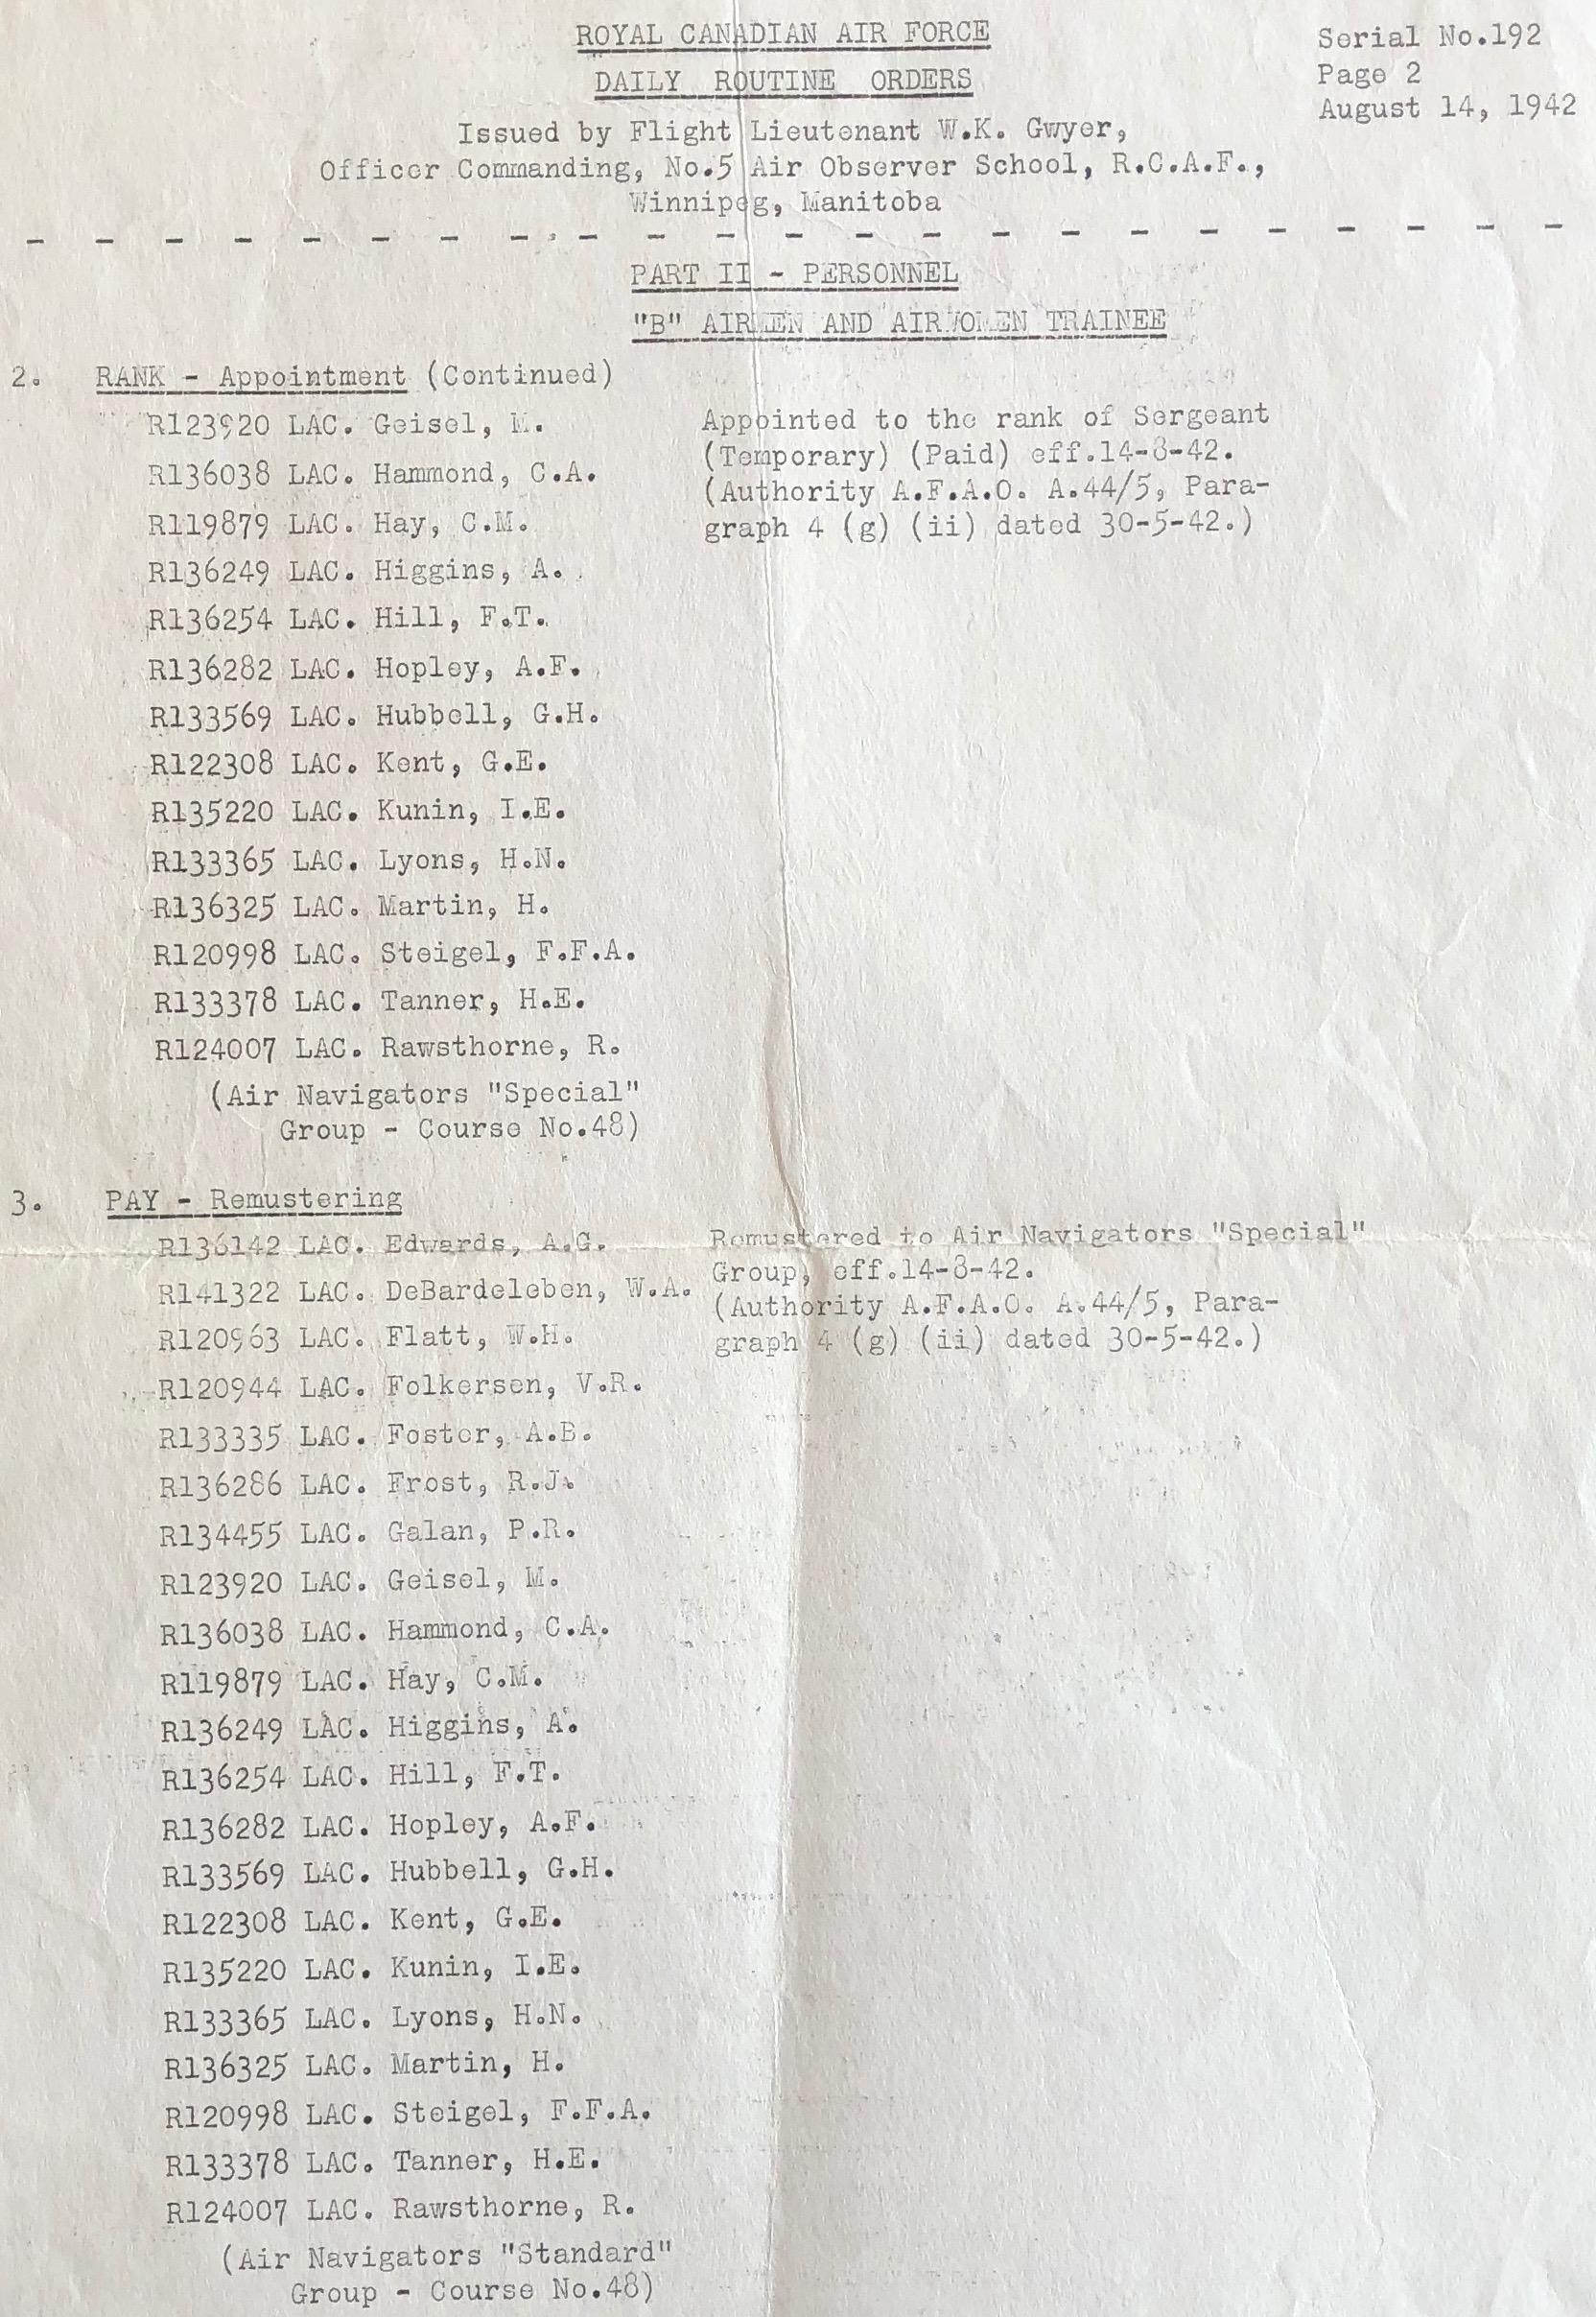 ROYAL CANADIAN AIR FORCE
Serial No.192
DAILY ROUTINE ORDERS
Page 2
August 14, 1942
Issued by Flight Lieutenant W.K. Gwyer,
Officer Commanding, No.5 Air Observer School, R.C.A.F.,
Winnipeg, Manitoba
- - - - - - - - - - - - - - - - - - - - - - -
PART II - PERSONNEL
"B" AIRMEN AND AIRWOMEN TRAINEE
2. RANK - Appointment (Continued)
R123920 LAC. Geisel, M.
R136038 LAC. Hammond, C.A.
R119879 LAC. Hay, C.M.
R136249 LAC. Higgins, A.
R136254 LAC. Hill, F.T.
R136282 LAC. Hopley, A.F.
R133569 LAC. Hubbell, G.H.
R122308 LAC. Kent, G.E.
R135220 LAC. Kunin, I.E.
R133365 LAC. Lyons, H.N.
R136325 LAC. Martin, H.
R120998 LAC. Steigel, F.F.A.
R133378 LAC. Tanner, H.E.
R124007 LAC. Rawsthorne, R.
(Air Navigators "Special"
Group - Course No.48)
Appointed to the rank of Sergeant
(Temporary) (Paid) eff.14-8-42.
(Authority A.F.A.O. A.44/5, Para-
graph 4 (g) (ii) dated 30-5-42.)
3. PAY - Remustering
R136142 LAC. Edwards, A.G.
R141322 LAC. DeBardeleben, W.A.
R120963 LAC. Flatt, W.H.
R120944 LAC. Folkersen, V.R.
R133335 LAC. Foster, A.B.
R136286 LAC. Frost, R.J.
R134455 LAC. Galan, P.R.
R123920 LAC. Geisel, M.
R136038 LAC. Hammond, C.A.
R119879 LAC. Hay, C.M.
R136249 LAC. Higgins, A.
R136254 LAC. Hill, F.T.
R136282 LAC. Hopley, A.F.
R133569 LAC. Hubbell, G.H.
R122308 LAC. Kent, G.E.
R135220 LAC. Kunin, I.E.
R133365 LAC. Lyons, H.N.
R136325 LAC. Martin, H.
R120998 LAC. Steigel, F.F.A.
R133378 LAC. Tanner, H.E.
R124007 LAC. Rawsthorne, R.
(Air Navigators "Standard"
Group - Course No.48)
Remustered to Air Navigators "Special"
Group, eff.14-8-42.
(Authority A.F.A.O. A.44/5, Para-
graph 4 (g) (ii) dated 30-5-42.)